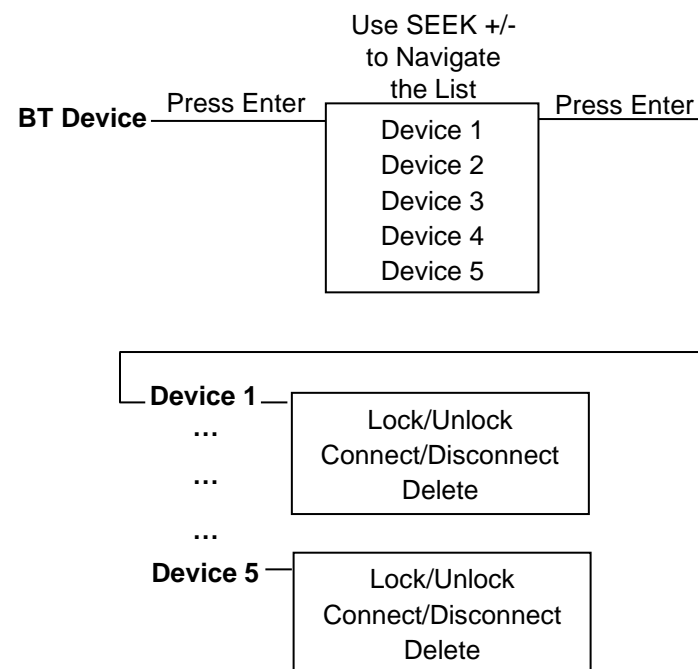 Use SEEK +/-
to Navigate
the List
BT Device
Press Enter
Device 1
Device 2
Device 3
Device 4
Device 5
Press Enter
Device 1
Lock/Unlock
Connect/Disconnect
Delete
…
…
…
Device 5
Lock/Unlock
Connect/Disconnect
Delete